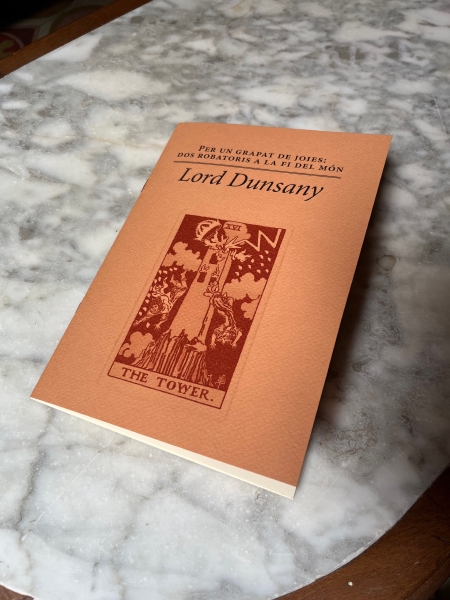 PER UN GRAPAT DE JOIES:
DOS ROBATORIS A LA FI DEL MÓN
Lord Dunsany
XVI
THE TOWER.